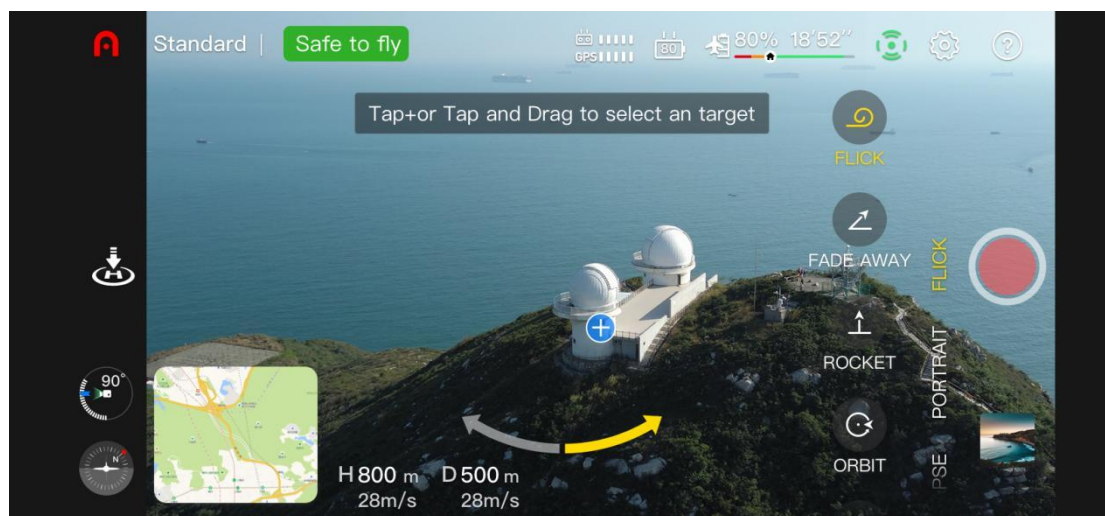 Standard | Safe to fly
GPS
80
80% 18'52''
Tap+or Tap and Drag to select an target
FLICK
FADE AWAY
ROCKET
ORBIT
FLICK
PORTRAIT
PSE
90°
N
H 800 m D 500 m
28m/s 28m/s